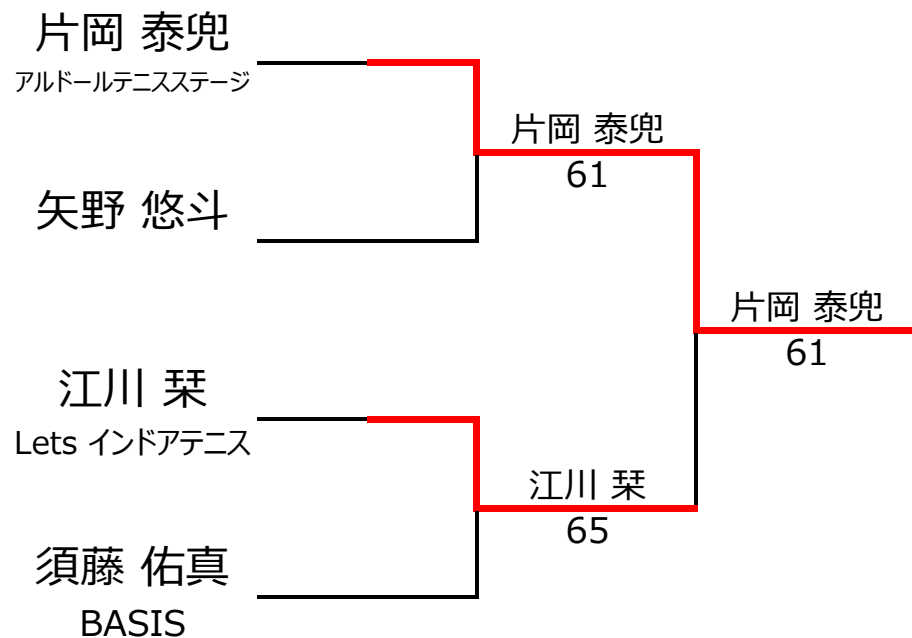 片岡 泰兜
アルドールテニスステージ
片岡 泰兜
61
矢野 悠斗
片岡 泰兜
61
江川 栞
Lets インドアテニス
江川 栞
65
須藤 佑真
BASIS